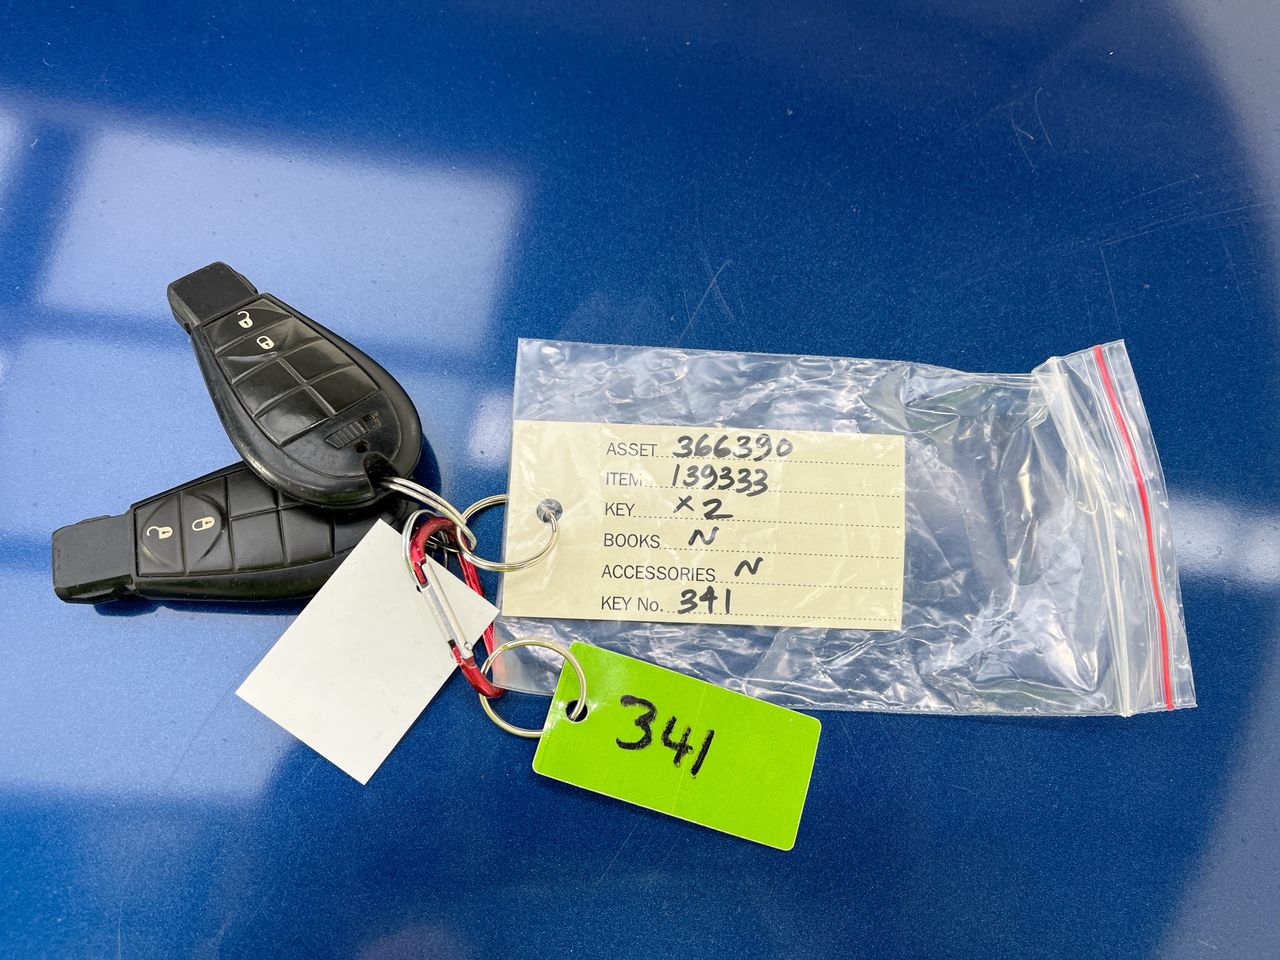 ASSET 366390
ITEM 139333
KEY x2
BOOKS N
ACCESSORIES N
KEY No. 341
341